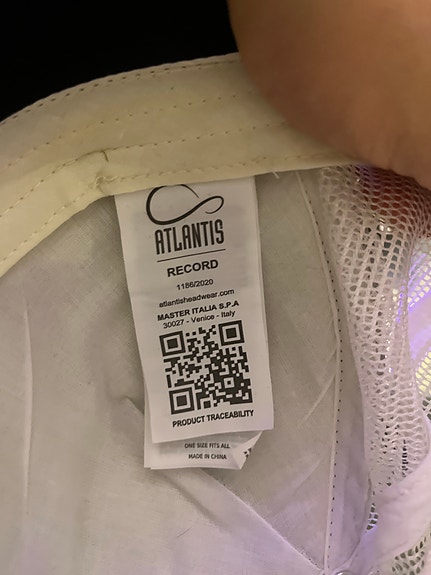 ATLANTIS
RECORD
1186/2020
atlantisheadwear.com
MASTER ITALIA S.P.A
30027 - Venice - Italy
PRODUCT TRACEABILITY
ONE SIZE FITS ALL
MADE IN CHINA